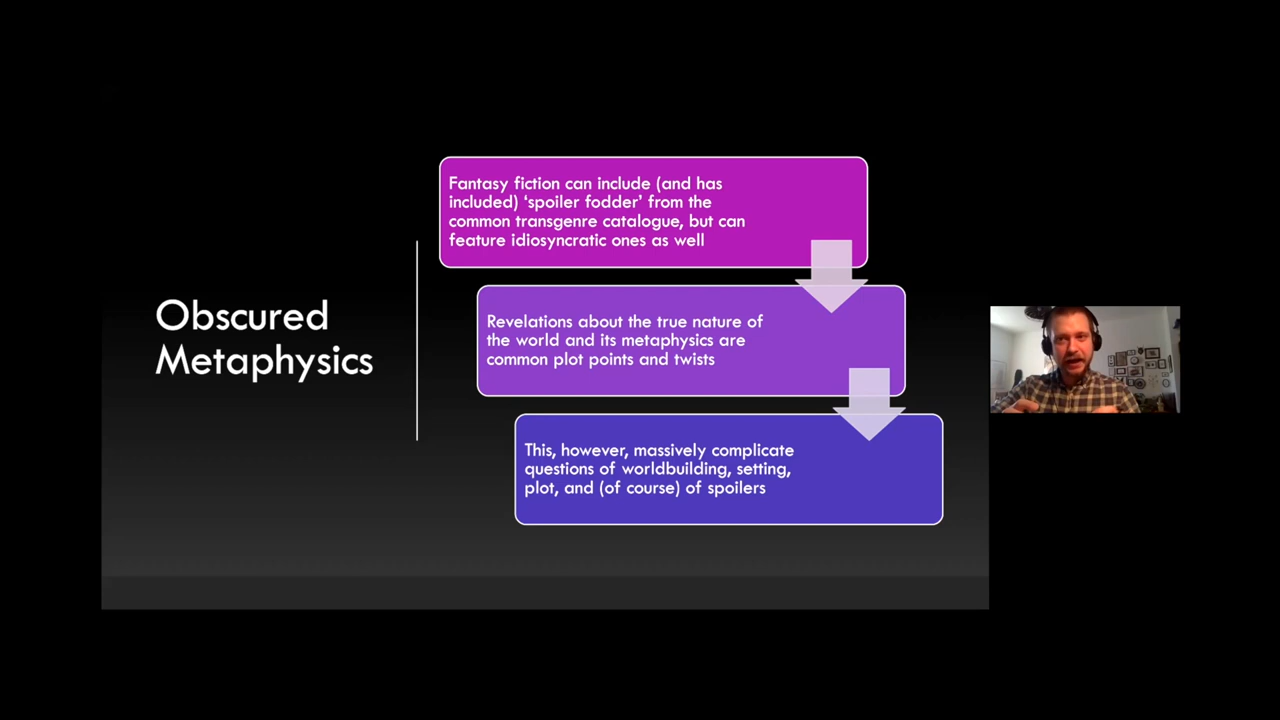 Obscured
Metaphysics
Fantasy fiction can include (and has
included) ‘spoiler fodder’ from the
common transgenre catalogue, but can
feature idiosyncratic ones as well
Revelations about the true nature of
the world and its metaphysics are
common plot points and twists
This, however, massively complicate
questions of worldbuilding, setting,
plot, and (of course) of spoilers